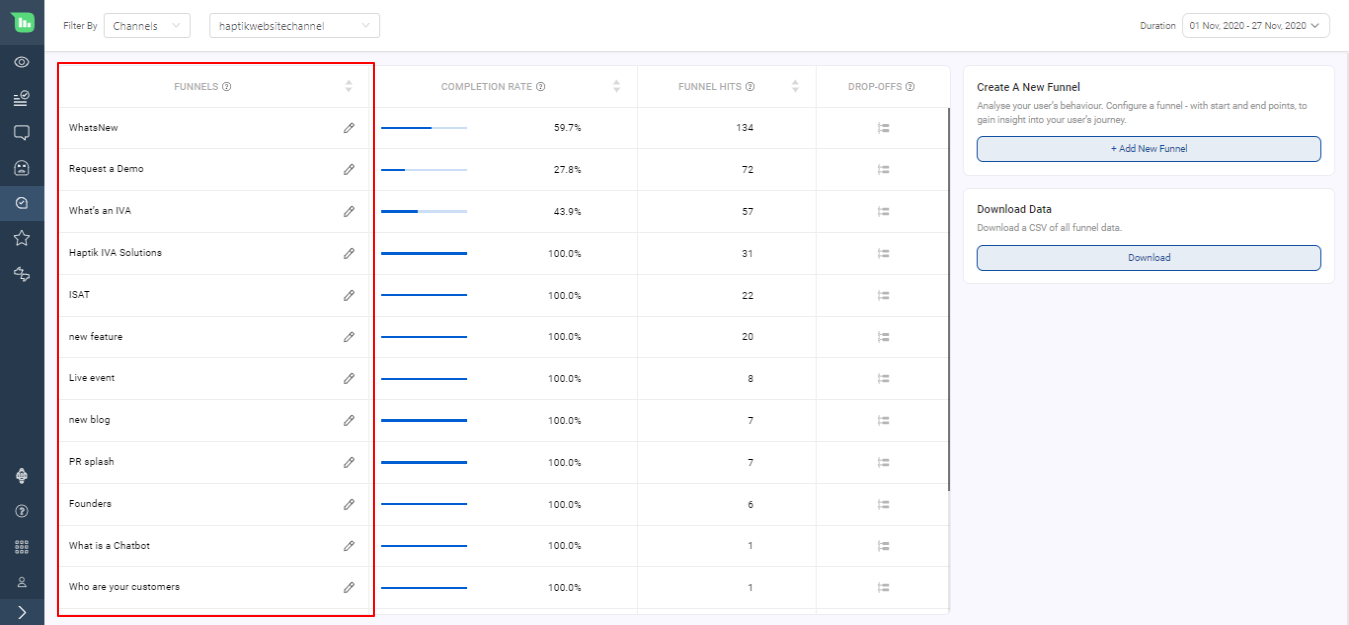 Filter By Channels haptikwebsitechannel Duration 01 Nov, 2020 - 27 Nov, 2020
FUNNELS COMPLETION RATE FUNNEL HITS DROP-OFFS
WhatsNew 59.7% 134
Request a Demo 27.8% 72
What's an IVA 43.9% 57
Haptik IVA Solutions 100.0% 31
ISAT 100.0% 22
new feature 100.0% 20
Live event 100.0% 8
new blog 100.0% 7
PR splash 100.0% 7
Founders 100.0% 6
What is a Chatbot 100.0% 1
Who are your customers 100.0% 1
Create A New Funnel
Analyse your user's behaviour. Configure a funnel - with start and end points, to
gain insight into your user's journey.
+ Add New Funnel
Download Data
Download a CSV of all funnel data.
Download